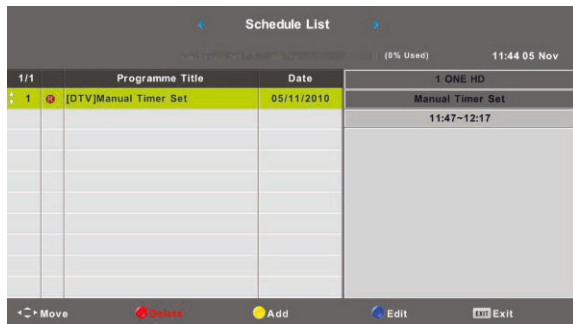 Schedule List
(0% Used) 11:44 05 Nov
1/1 Programme Title Date 1 ONE HD
1 R [DTV]Manual Timer Set 05/11/2010 Manual Timer Set
11:47~12:17
Move Delete Add Edit EXIT Exit